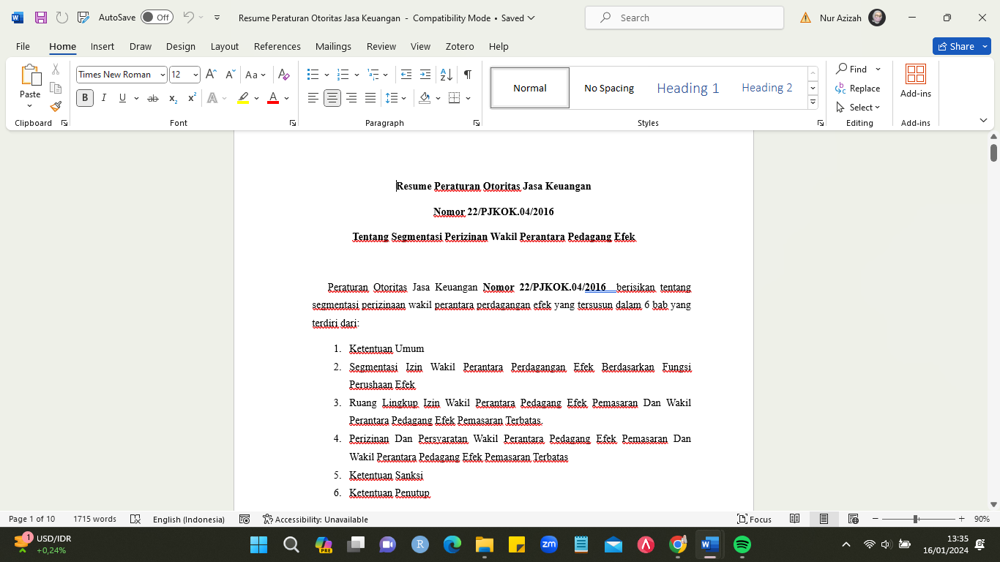 AutoSave Off Resume Peraturan Otoritas Jasa Keuangan - Compatibility Mode • Saved Search Nur Azizah
File Home Insert Draw Design Layout References Mailings Review View Zotero Help Share
Times New Roman 12 Aa
Paste B I U ab x₂ x² A A Normal No Spacing Heading 1 Heading 2 Find Replace Select Add-ins
Clipboard Font Paragraph Styles Editing Add-ins
Resume Peraturan Otoritas Jasa Keuangan
Nomor 22/PJKOK.04/2016
Tentang Segmentasi Perizinan Wakil Perantara Pedagang Efek
Peraturan Otoritas Jasa Keuangan Nomor 22/PJKOK.04/2016 berisikan tentang
segmentasi perizinaan wakil perantara perdagangan efek yang tersusun dalam 6 bab yang
terdiri dari:
1. Ketentuan Umum
2. Segmentasi Izin Wakil Perantara Perdagangan Efek Berdasarkan Fungsi
Perushaan Efek
3. Ruang Lingkup Izin Wakil Perantara Pedagang Efek Pemasaran Dan Wakil
Perantara Pedagang Efek Pemasaran Terbatas.
4. Perizinan Dan Persyaratan Wakil Perantara Pedagang Efek Pemasaran Dan
Wakil Perantara Pedagang Efek Pemasaran Terbatas
5. Ketentuan Sanksi
6. Ketentuan Penutup
Page 1 of 10 1715 words English (Indonesia) Accessibility: Unavailable Focus 90%
1 USD/IDR PRE R zm 13:35
+0,24% 16/01/2024